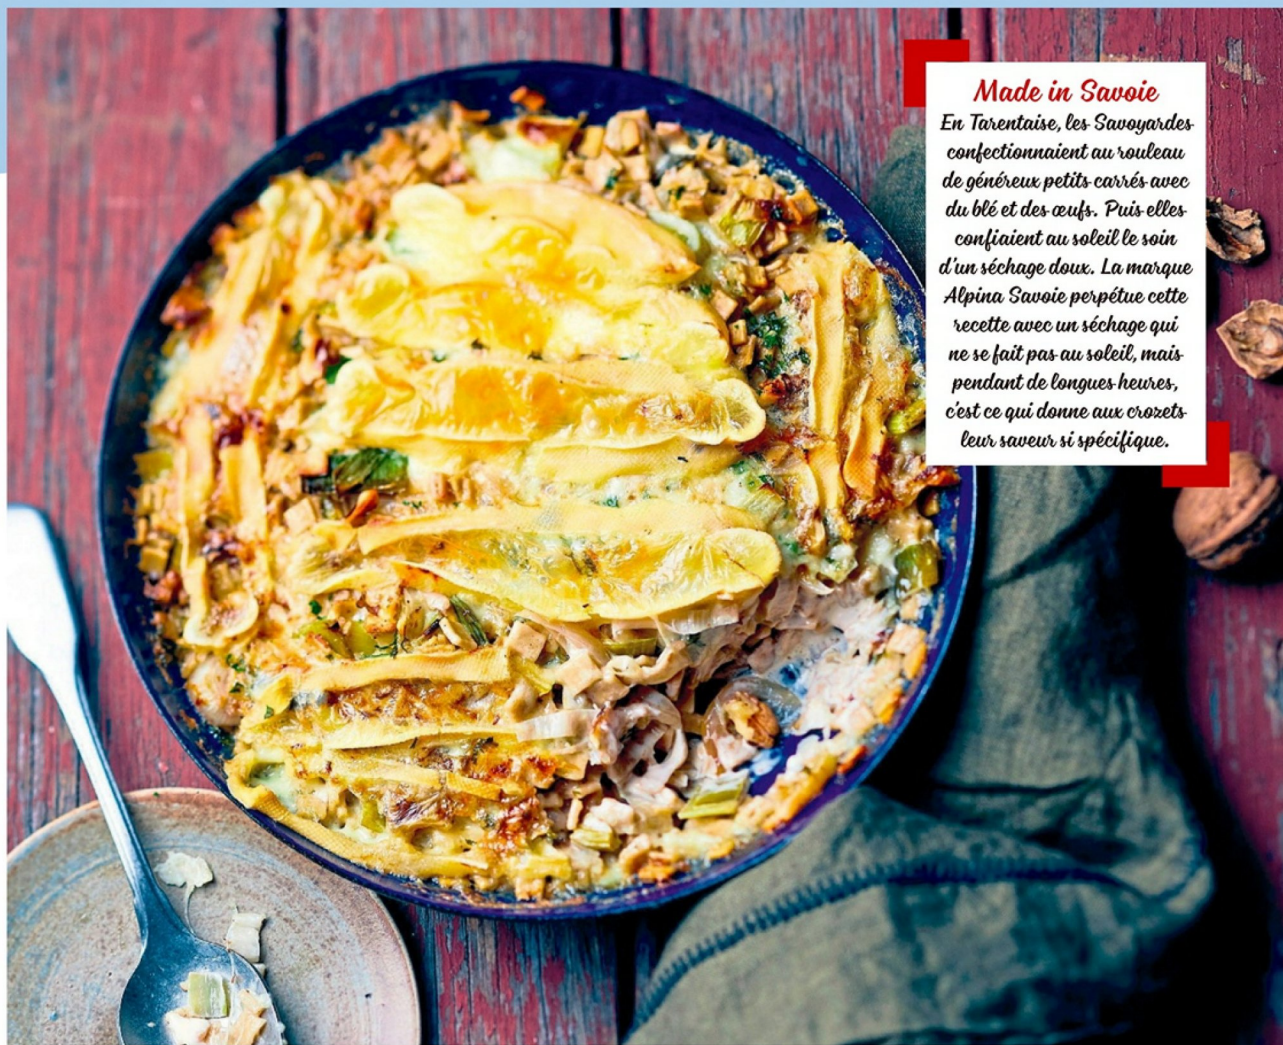 Made in Savoie
En Tarentaise, les Savoyardes
confectionnaient au rouleau
de généreux petits carrés avec
du blé et des œufs. Puis elles
confiaient au soleil le soin
d'un séchage doux. La marque
Alpina Savoie perpétue cette
recette avec un séchage qui
ne se fait pas au soleil, mais
pendant de longues heures,
c'est ce qui donne aux crozets
leur saveur si spécifique.